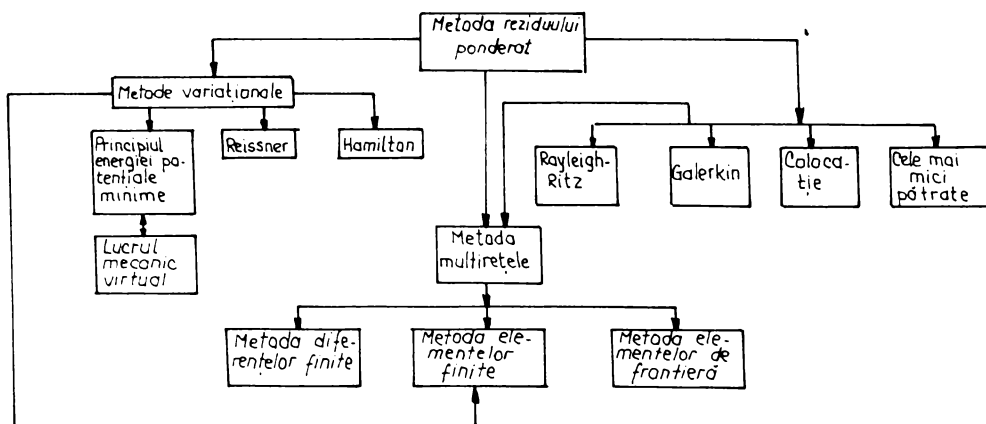 Metoda reziduului
ponderat
Metode variaționale
Principiul
energiei po-
tențiale
minime
Reissner
Hamilton
Rayleigh-
Ritz
Galerkin
Coloca-
ție
Cele mai
mici
pătrate
Lucrul
mecanic
virtual
Metoda
multirețele
Metoda dife-
rențelor finite
Metoda ele-
mentelor
finite
Metoda ele-
mentelor de
frontieră